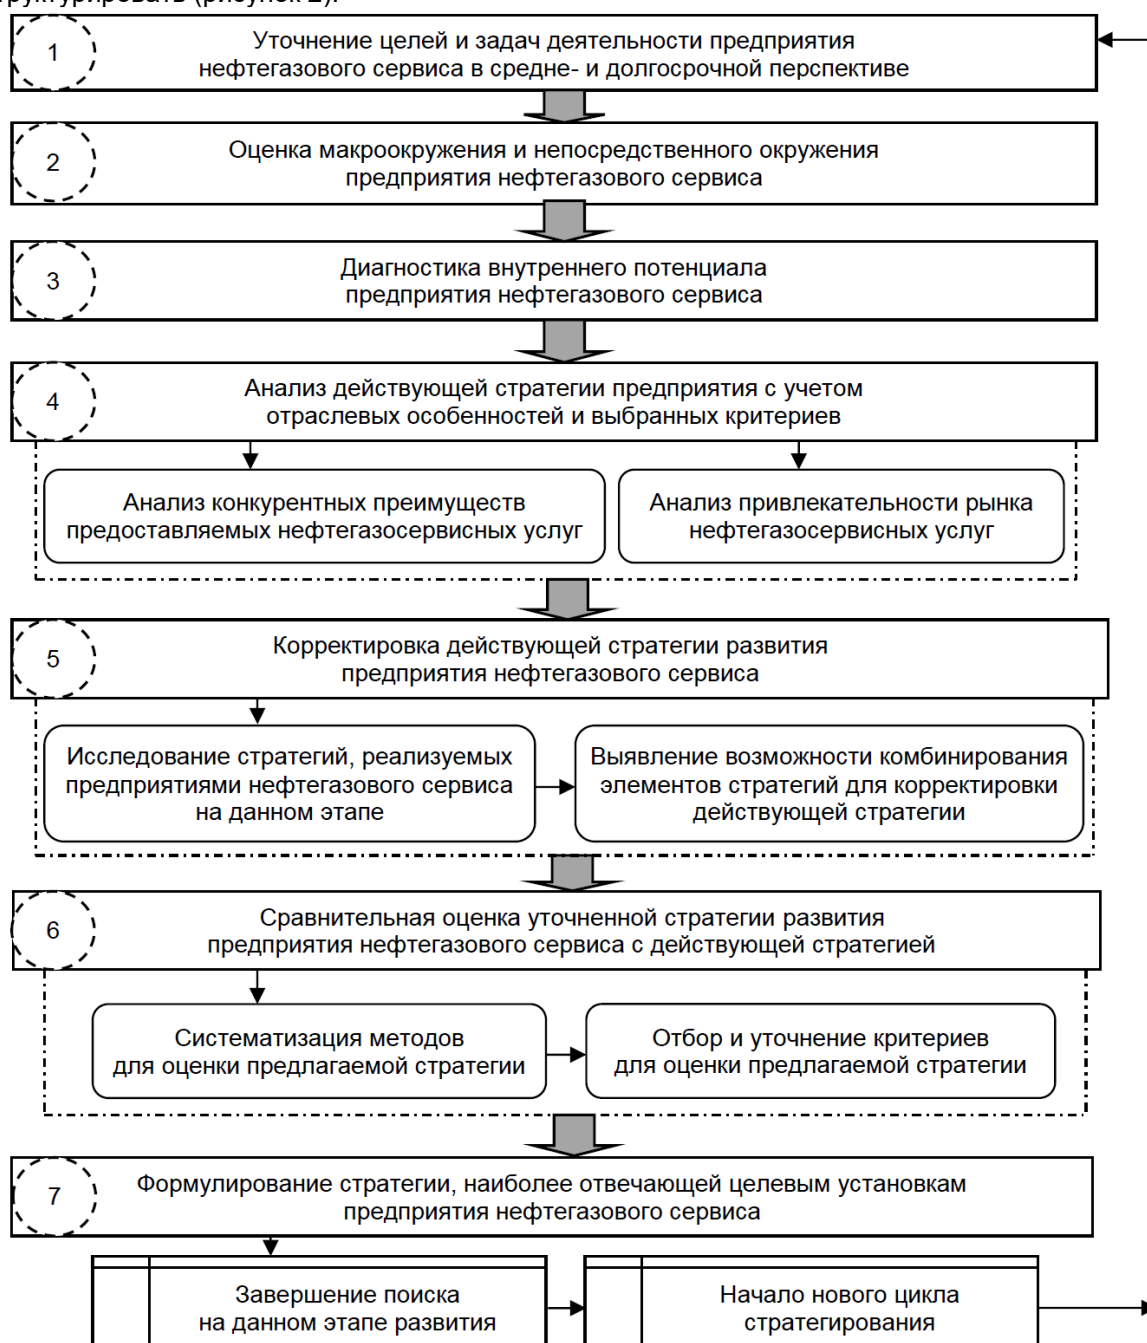 труктурировать (рисунок 2).
1
Уточнение целей и задач деятельности предприятия
нефтегазового сервиса в средне- и долгосрочной перспективе
2
Оценка макроокружения и непосредственного окружения
предприятия нефтегазового сервиса
3
Диагностика внутреннего потенциала
предприятия нефтегазового сервиса
4
Анализ действующей стратегии предприятия с учетом
отраслевых особенностей и выбранных критериев
Анализ конкурентных преимуществ
предоставляемых нефтегазосервисных услуг
Анализ привлекательности рынка
нефтегазосервисных услуг
5
Корректировка действующей стратегии развития
предприятия нефтегазового сервиса
Исследование стратегий, реализуемых
предприятиями нефтегазового сервиса
на данном этапе
Выявление возможности комбинирования
элементов стратегий для корректировки
действующей стратегии
6
Сравнительная оценка уточненной стратегии развития
предприятия нефтегазового сервиса с действующей стратегией
Систематизация методов
для оценки предлагаемой стратегии
Отбор и уточнение критериев
для оценки предлагаемой стратегии
7
Формулирование стратегии, наиболее отвечающей целевым установкам
предприятия нефтегазового сервиса
Завершение поиска
на данном этапе развития
Начало нового цикла
стратегирования